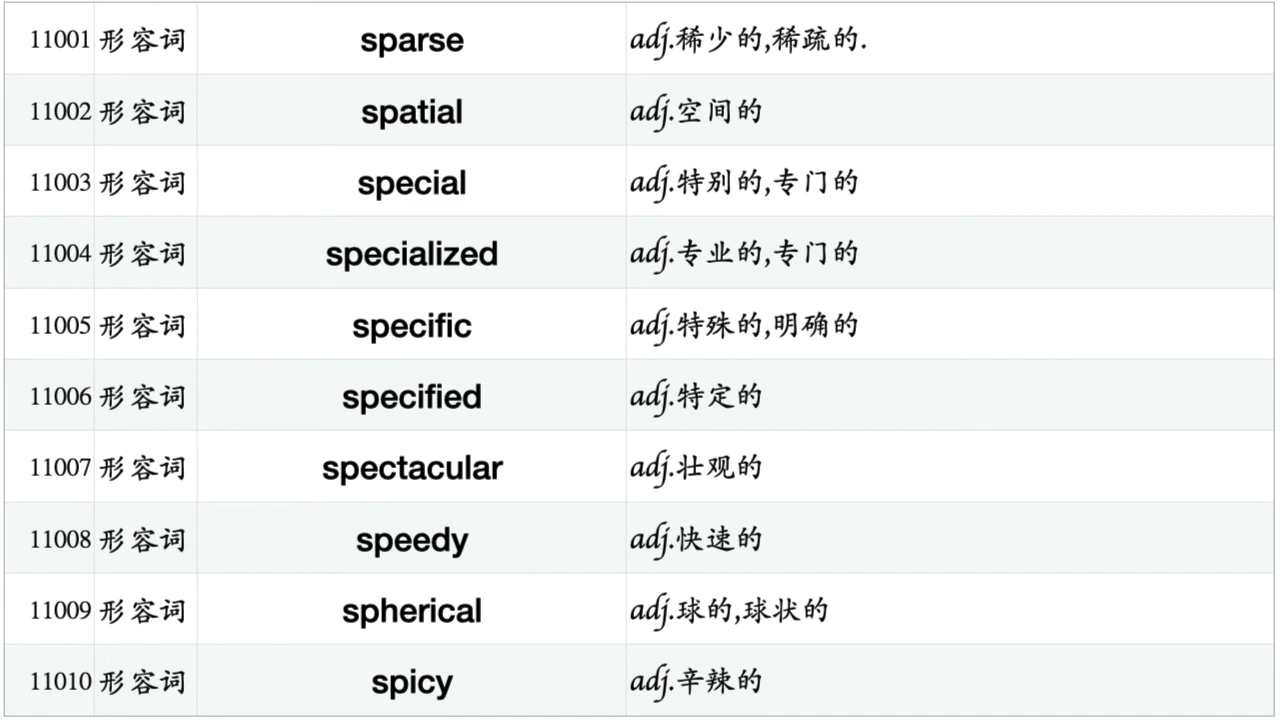 11001 形容词 sparse adj.稀少的,稀疏的.
11002 形容词 spatial adj.空间的
11003 形容词 special adj.特别的,专门的
11004 形容词 specialized adj.专业的,专门的
11005 形容词 specific adj.特殊的,明确的
11006 形容词 specified adj.特定的
11007 形容词 spectacular adj.壮观的
11008 形容词 speedy adj.快速的
11009 形容词 spherical adj.球的,球状的
11010 形容词 spicy adj.辛辣的